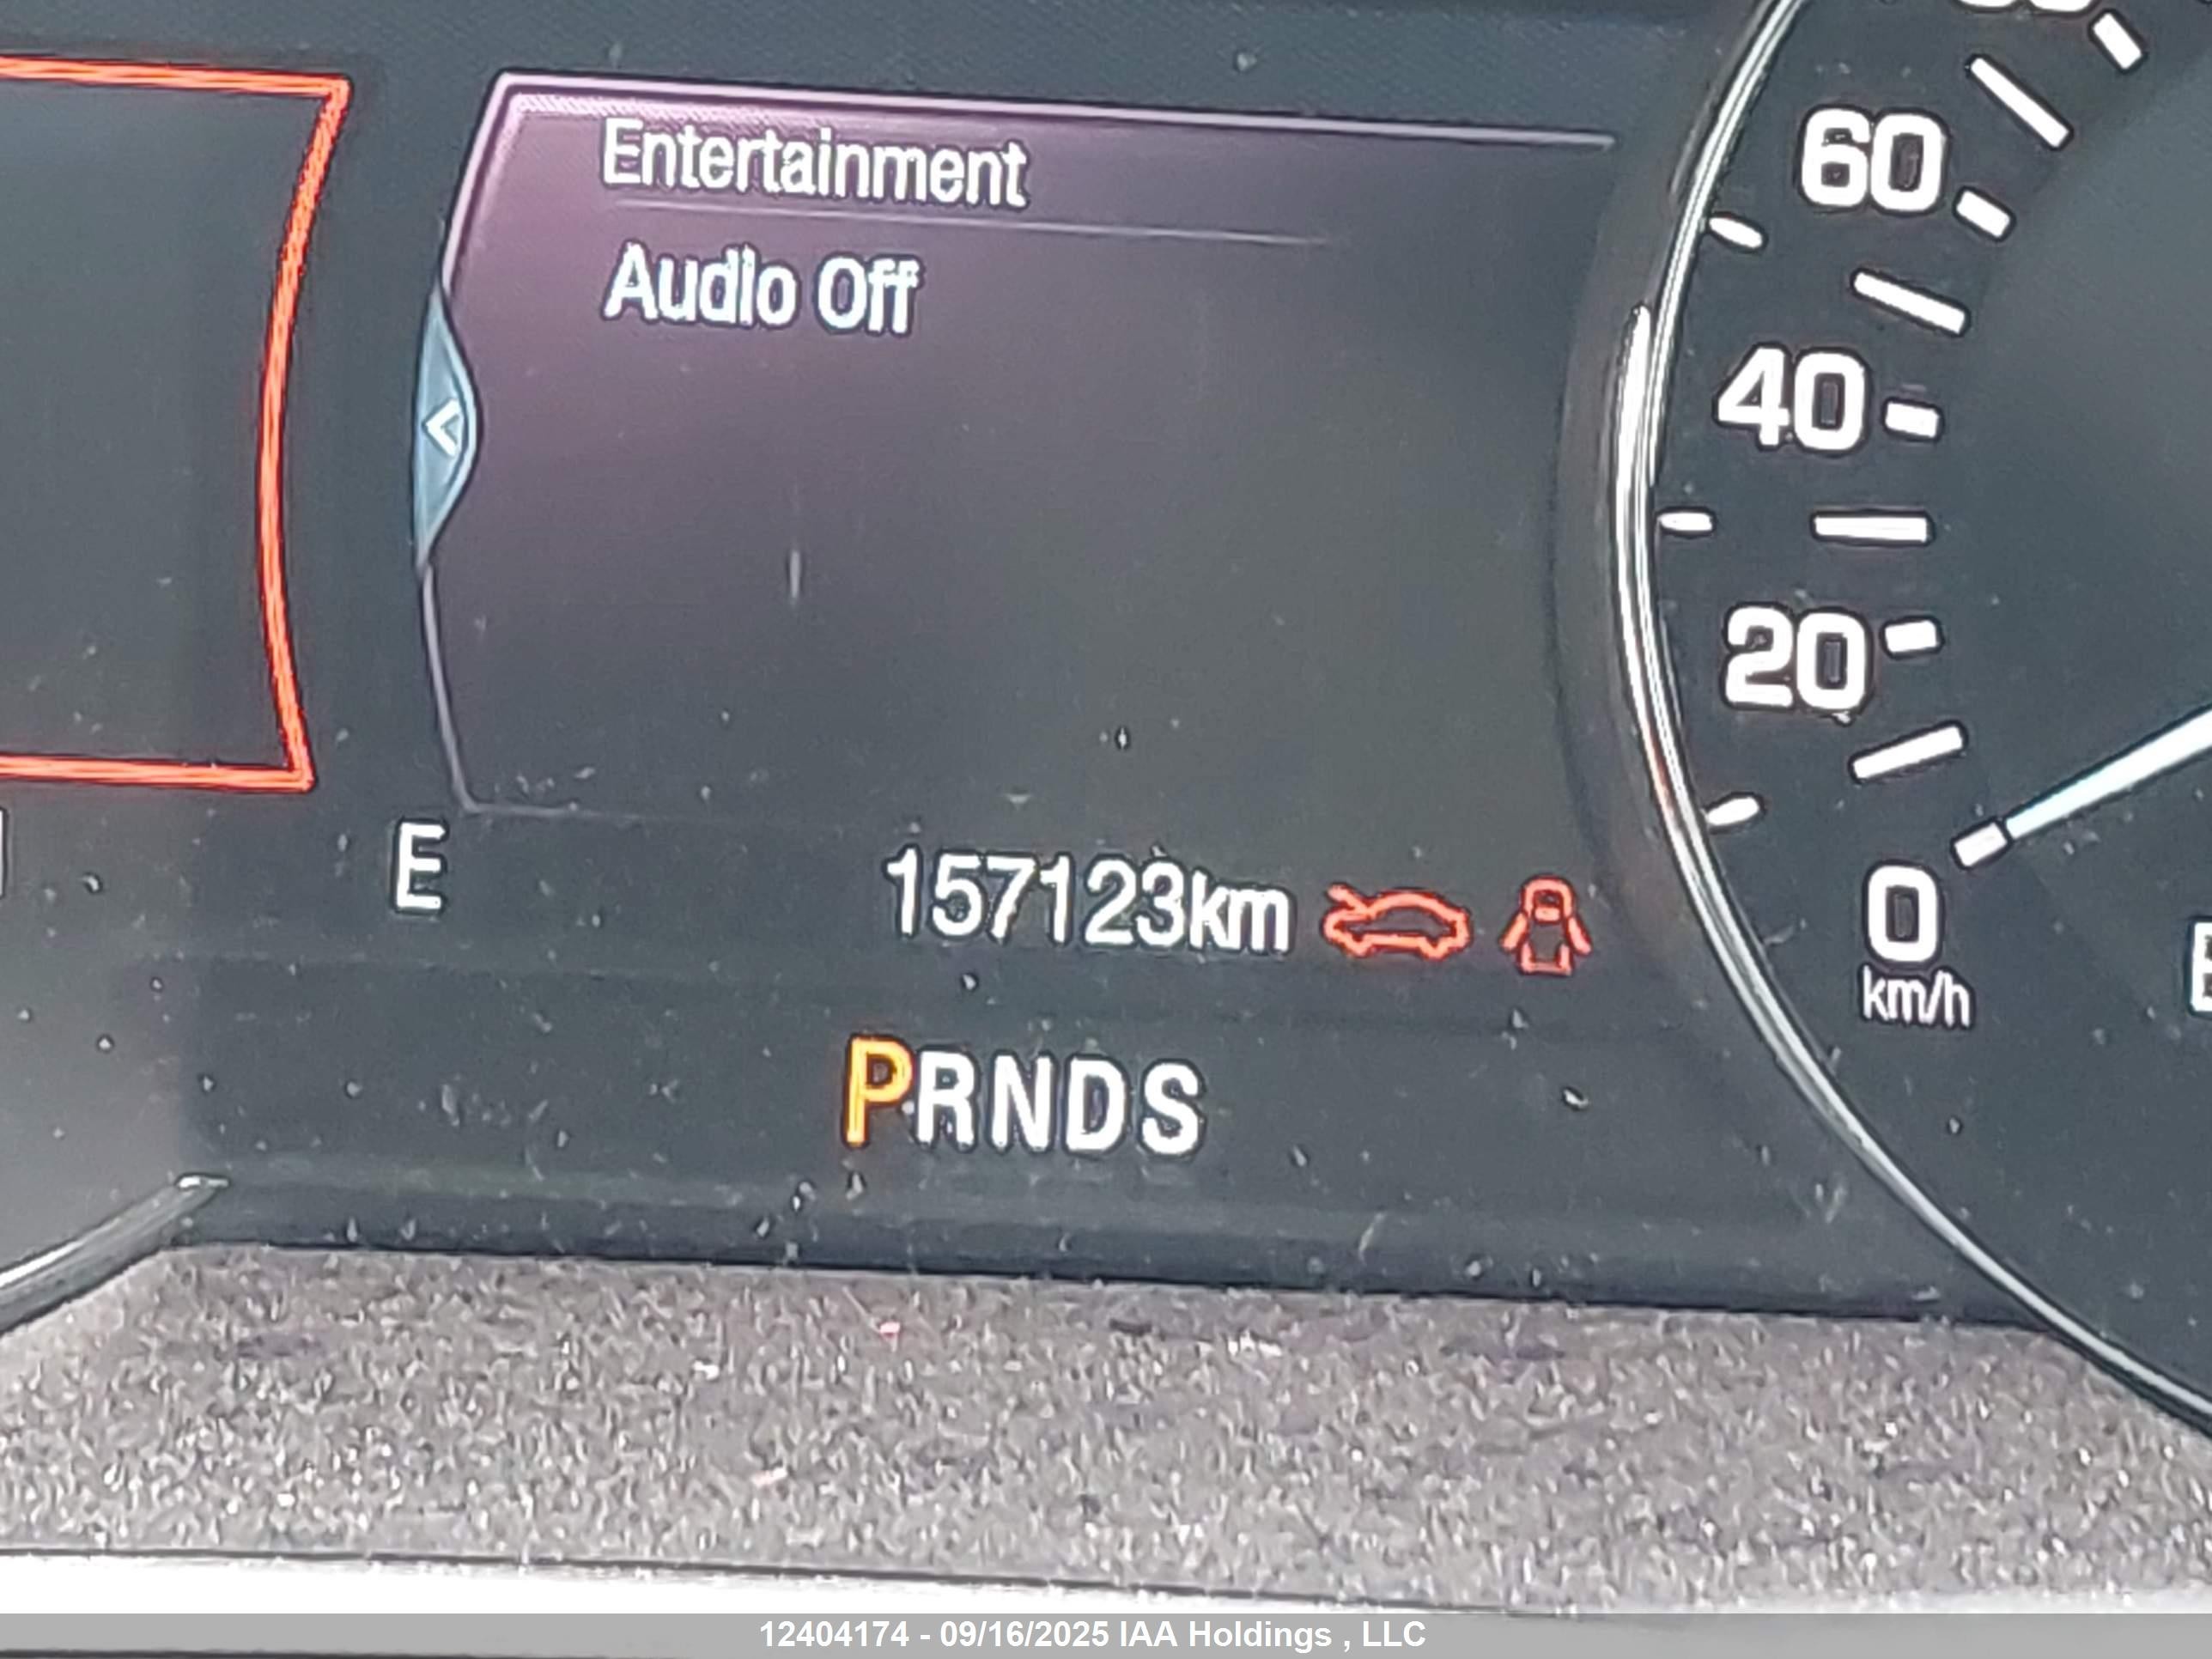 Entertainment
Audio Off
60
40
20
0
km/h
E
157123km
PRNDS
12404174 - 09/16/2025 IAA Holdings , LLC